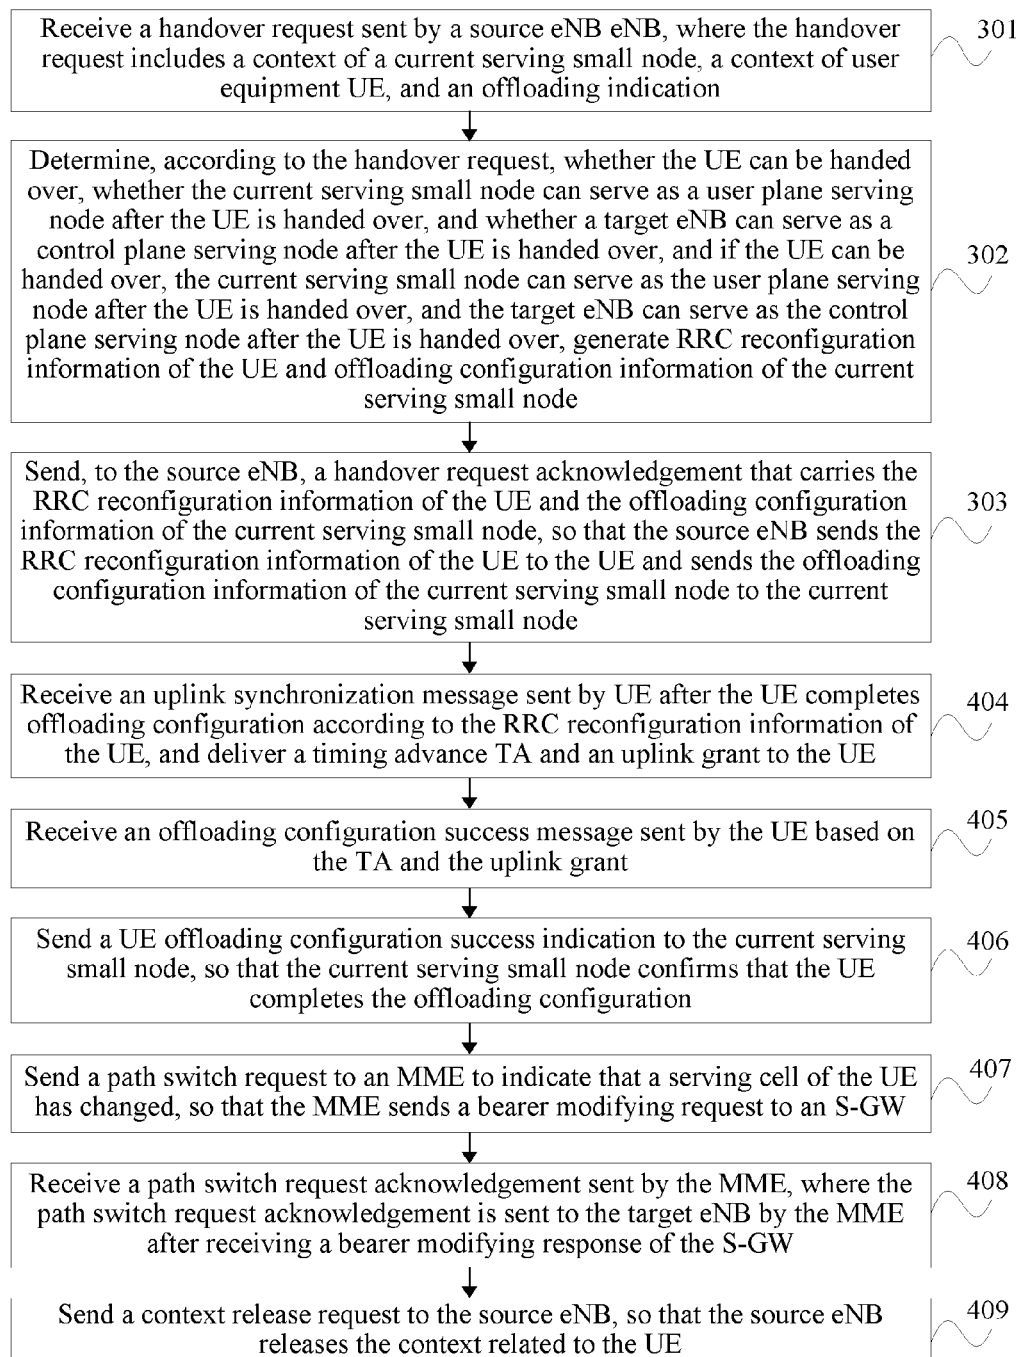 Receive a handover request sent by a source eNB eNB, where the handover
request includes a context of a current serving small node, a context of user
equipment UE, and an offloading indication
301
Determine, according to the handover request, whether the UE can be handed
over, whether the current serving small node can serve as a user plane serving
node after the UE is handed over, and whether a target eNB can serve as a
control plane serving node after the UE is handed over, and if the UE can be
handed over, the current serving small node can serve as the user plane serving
node after the UE is handed over, and the target eNB can serve as the control
plane serving node after the UE is handed over, generate RRC reconfiguration
information of the UE and offloading configuration information of the current
serving small node
302
Send, to the source eNB, a handover request acknowledgement that carries the
RRC reconfiguration information of the UE and the offloading configuration
information of the current serving small node, so that the source eNB sends the
RRC reconfiguration information of the UE to the UE and sends the offloading
configuration information of the current serving small node to the current
serving small node
303
Receive an uplink synchronization message sent by UE after the UE completes
offloading configuration according to the RRC reconfiguration information of
the UE, and deliver a timing advance TA and an uplink grant to the UE
404
Receive an offloading configuration success message sent by the UE based on
the TA and the uplink grant
405
Send a UE offloading configuration success indication to the current serving
small node, so that the current serving small node confirms that the UE
completes the offloading configuration
406
Send a path switch request to an MME to indicate that a serving cell of the UE
has changed, so that the MME sends a bearer modifying request to an S-GW
407
Receive a path switch request acknowledgement sent by the MME, where the
path switch request acknowledgement is sent to the target eNB by the MME
after receiving a bearer modifying response of the S-GW
408
Send a context release request to the source eNB, so that the source eNB
releases the context related to the UE
409